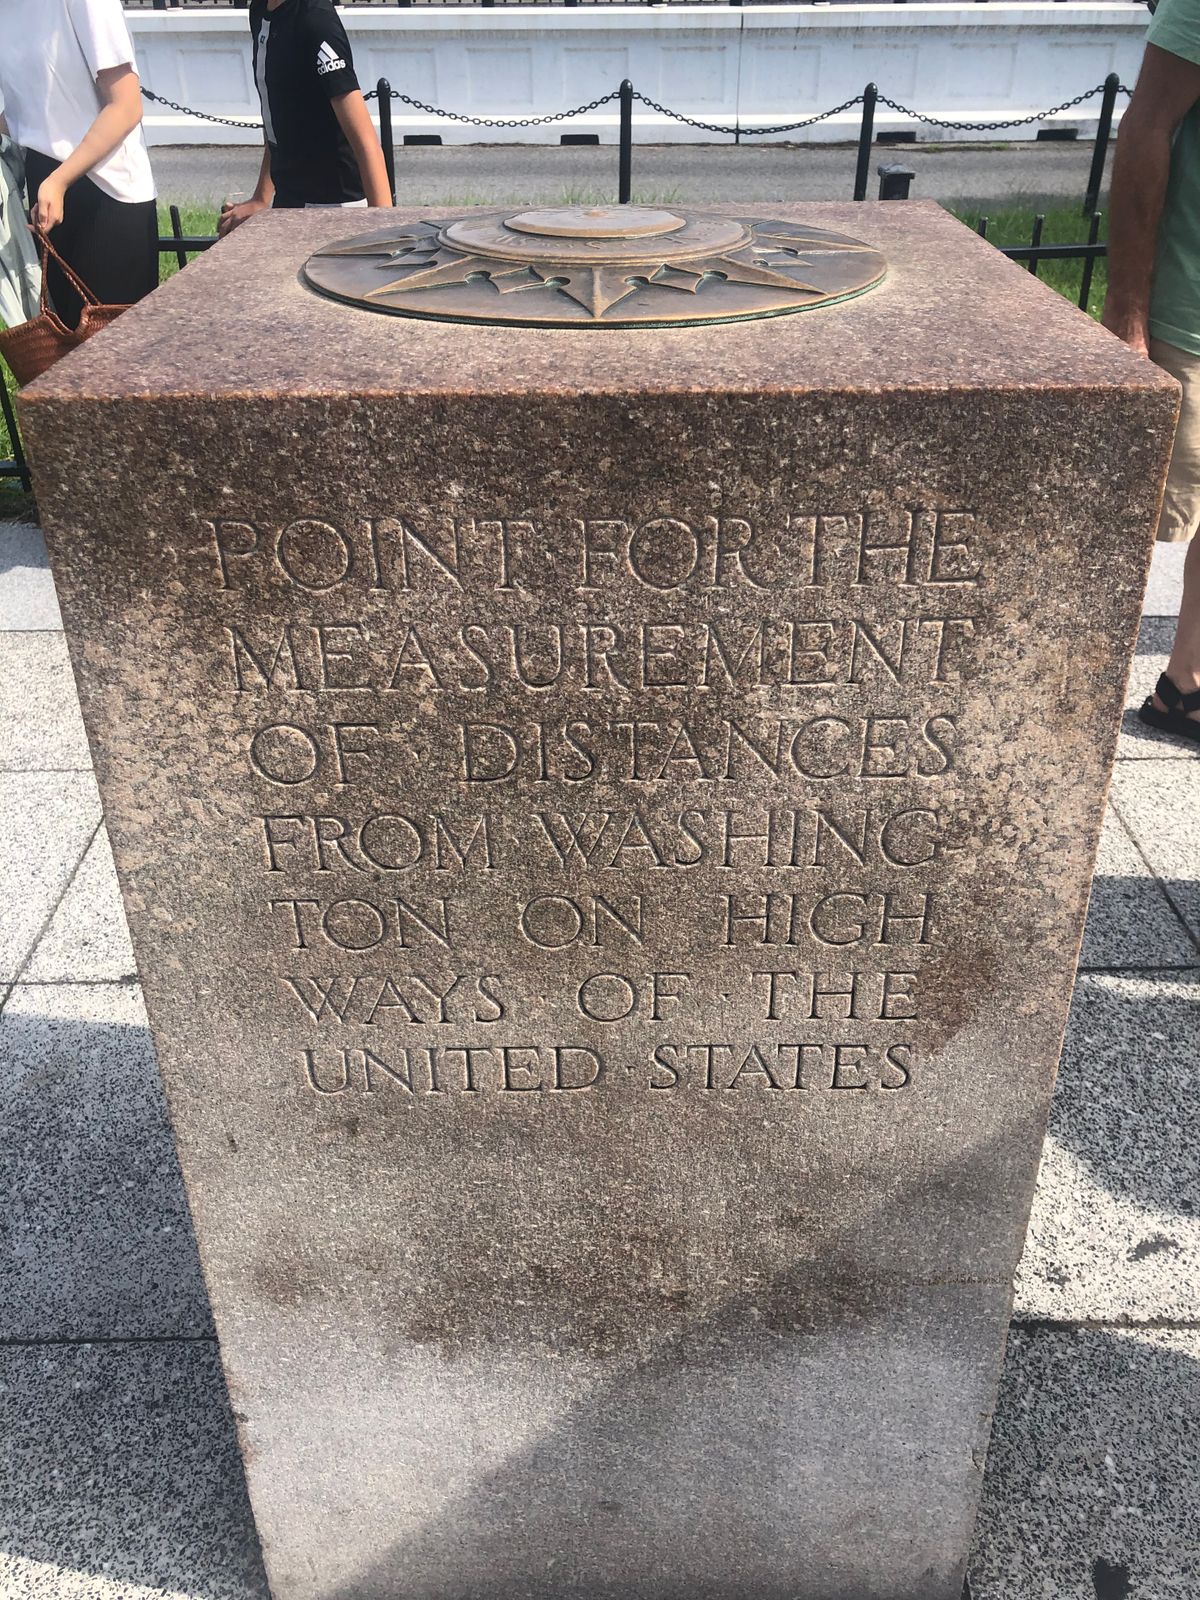 adidas
POINT · FOR · THE
MEASUREMENT
OF · DISTANCES
FROM WASHING
TON ON HIGH
WAYS · OF · THE
UNITED · STATES